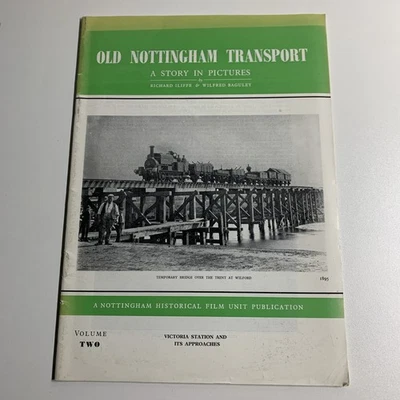 OLD NOTTINGHAM TRANSPORT
A STORY IN PICTURES
by
RICHARD ILIFFE & WILFRED BAGULEY
TEMPORARY BRIDGE OVER THE TRENT AT WILFORD
1895
A NOTTINGHAM HISTORICAL FILM UNIT PUBLICATION
VOLUME
TWO
VICTORIA STATION AND
ITS APPROACHES